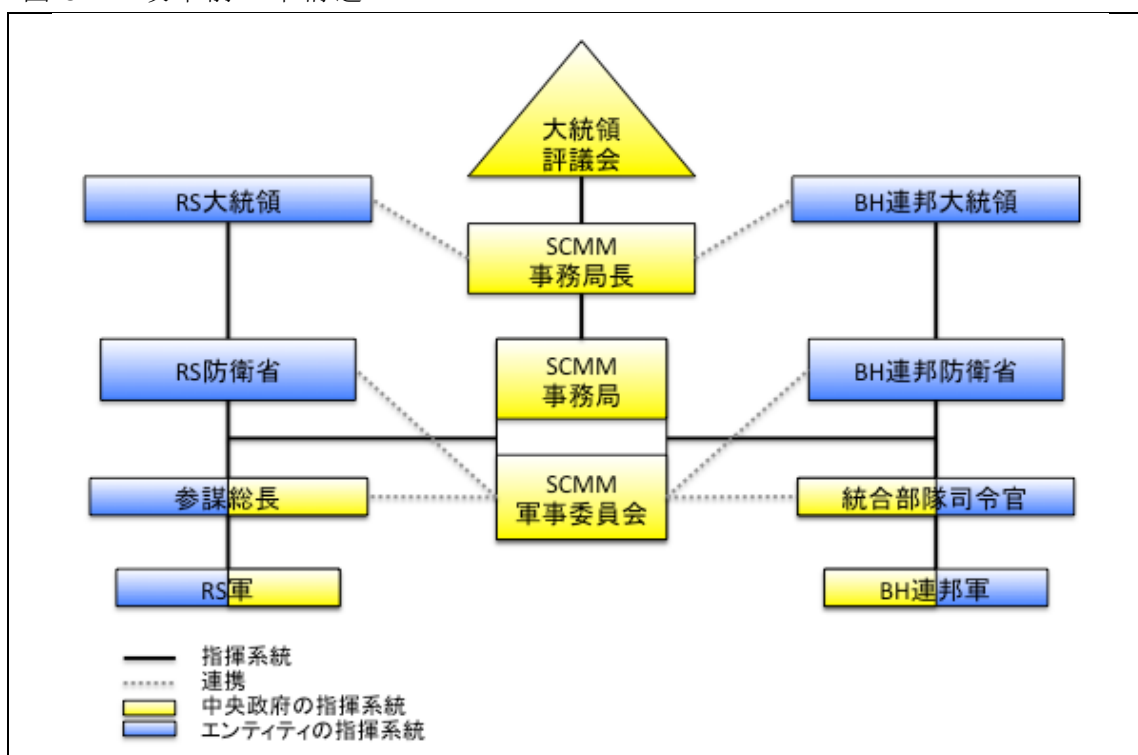 大統領
評議会
RS大統領
BH連邦大統領
SCMM
事務局長
RS防衛省
SCMM
事務局
BH連邦防衛省
参謀総長
SCMM
軍事委員会
統合部隊司令官
RS軍
BH連邦軍
指揮系統
連携
中央政府の指揮系統
エンティティの指揮系統